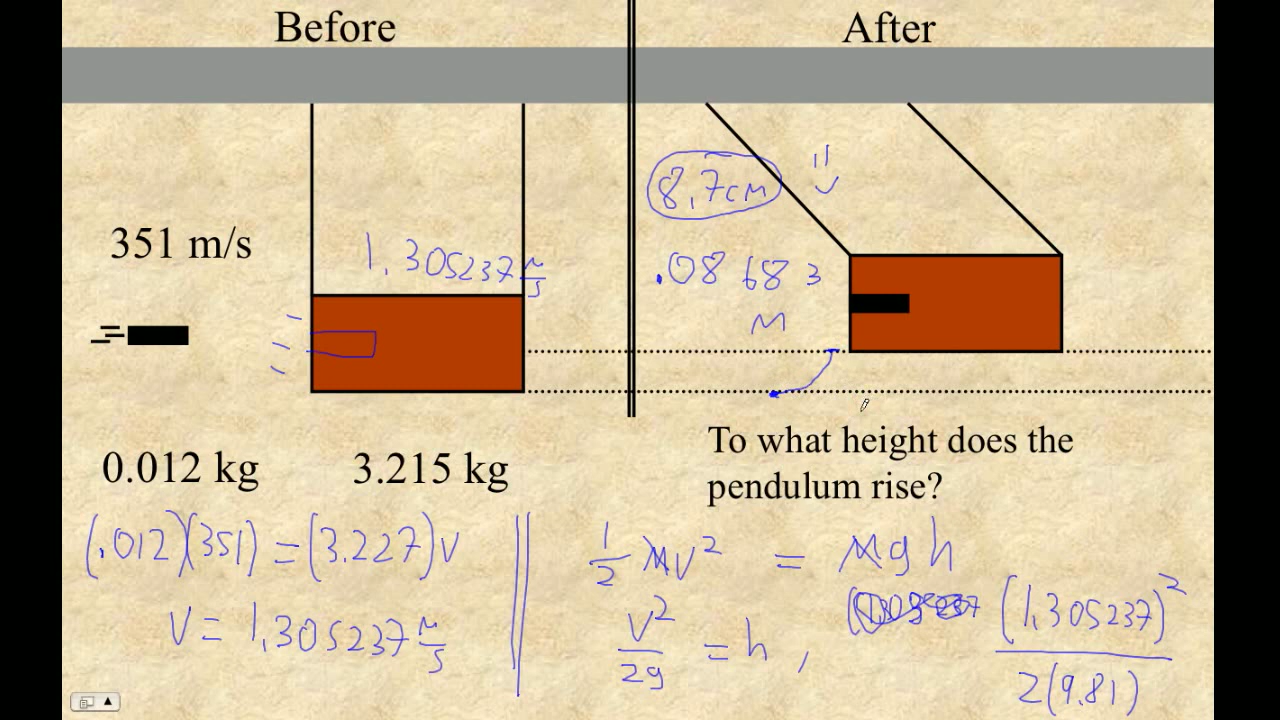 Before
After
351 m/s
1.305237 M/S
8.7cm
.08683
M
0.012 kg
3.215 kg
To what height does the
pendulum rise?
(.012)(351) = (3.227)V
V = 1.305237 M/S
1/2 MV² = Mgh
V²/2g = h, (1.305237)²/2(9.81)